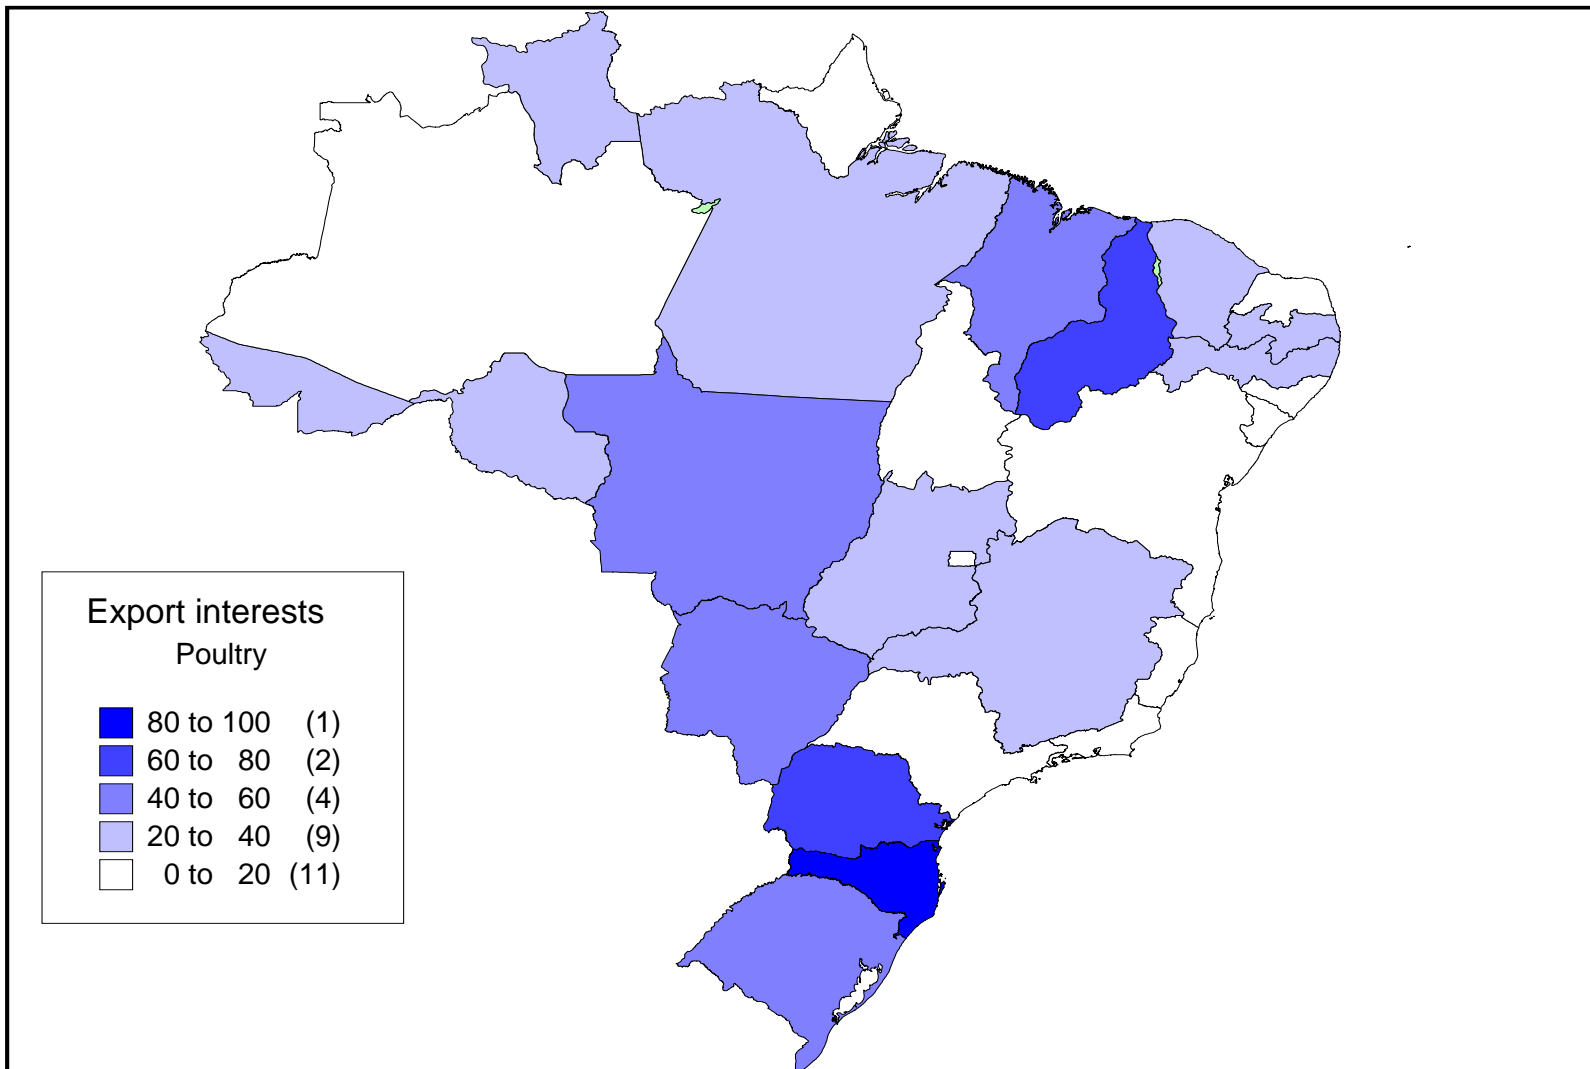 Export interests
Poultry
80 to 100 (1)
60 to 80 (2)
40 to 60 (4)
20 to 40 (9)
0 to 20 (11)